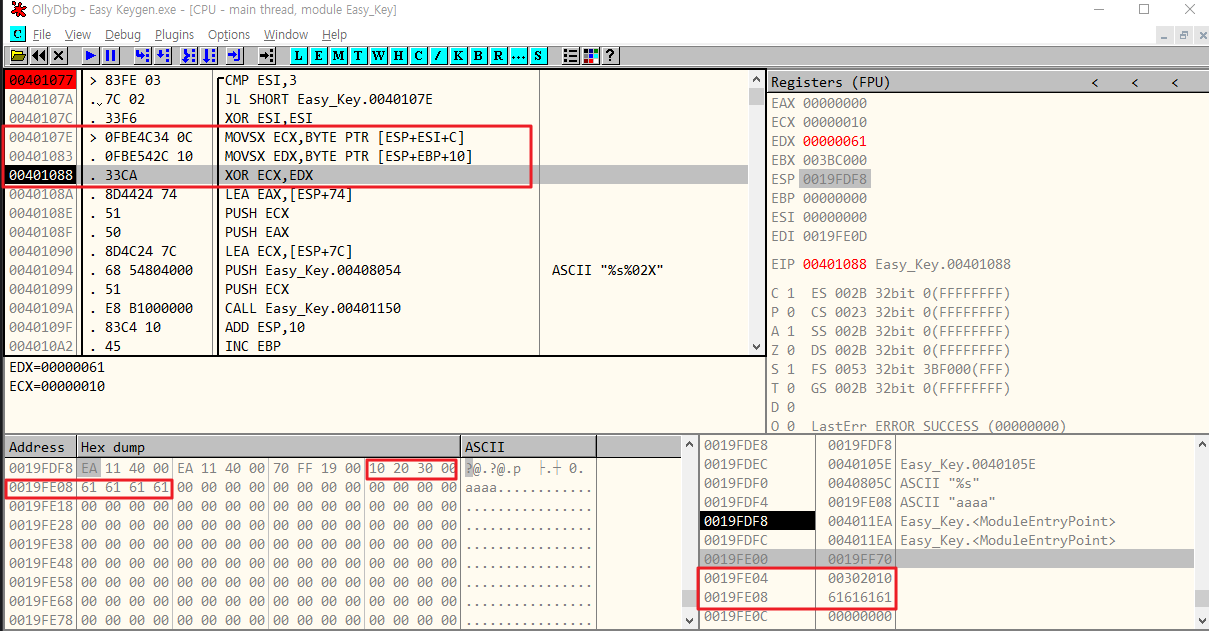 OllyDbg - Easy Keygen.exe - [CPU - main thread, module Easy_Key]
C File View Debug Plugins Options Window Help
L E M T W H C / K B R ... S ?
00401077 > 83FE 03 CMP ESI,3
0040107A . 7C 02 JL SHORT Easy_Key.0040107E
0040107C . 33F6 XOR ESI,ESI
0040107E > 0FBE4C34 0C MOVSX ECX,BYTE PTR [ESP+ESI+C]
00401083 . 0FBE542C 10 MOVSX EDX,BYTE PTR [ESP+EBP+10]
00401088 . 33CA XOR ECX,EDX
0040108A . 8D4424 74 LEA EAX,[ESP+74]
0040108E . 51 PUSH ECX
0040108F . 50 PUSH EAX
00401090 . 8D4C24 7C LEA ECX,[ESP+7C]
00401094 . 68 54804000 PUSH Easy_Key.00408054 ASCII "%s%02X"
00401099 . 51 PUSH ECX
0040109A . E8 B1000000 CALL Easy_Key.00401150
0040109F . 83C4 10 ADD ESP,10
004010A2 . 45 INC EBP
EDX=00000061
ECX=00000010
Registers (FPU) < < <
EAX 00000000
ECX 00000010
EDX 00000061
EBX 003BC000
ESP 0019FDF8
EBP 00000000
ESI 00000000
EDI 0019FE0D
EIP 00401088 Easy_Key.00401088
C 1 ES 002B 32bit 0(FFFFFFFF)
P 0 CS 0023 32bit 0(FFFFFFFF)
A 1 SS 002B 32bit 0(FFFFFFFF)
Z 0 DS 002B 32bit 0(FFFFFFFF)
S 1 FS 0053 32bit 3BF000(FFF)
T 0 GS 002B 32bit 0(FFFFFFFF)
D 0
O 0 LastErr ERROR_SUCCESS (00000000)
Address Hex dump ASCII
0019FDF8 EA 11 40 00 EA 11 40 00 70 FF 19 00 10 20 30 00 ?@.?@.p ├.┼ 0.
0019FE08 61 61 61 61 00 00 00 00 00 00 00 00 00 00 00 00 aaaa............
0019FE18 00 00 00 00 00 00 00 00 00 00 00 00 00 00 00 00 ................
0019FE28 00 00 00 00 00 00 00 00 00 00 00 00 00 00 00 00 ................
0019FE38 00 00 00 00 00 00 00 00 00 00 00 00 00 00 00 00 ................
0019FE48 00 00 00 00 00 00 00 00 00 00 00 00 00 00 00 00 ................
0019FE58 00 00 00 00 00 00 00 00 00 00 00 00 00 00 00 00 ................
0019FE68 00 00 00 00 00 00 00 00 00 00 00 00 00 00 00 00 ................
0019FE78 00 00 00 00 00 00 00 00 00 00 00 00 00 00 00 00 ................
0019FDE8 0019FDF8
0019FDEC 0040105E Easy_Key.0040105E
0019FDF0 0040805C ASCII "%s"
0019FDF4 0019FE08 ASCII "aaaa"
0019FDF8 004011EA Easy_Key.<ModuleEntryPoint>
0019FDFC 004011EA Easy_Key.<ModuleEntryPoint>
0019FE00 0019FF70
0019FE04 00302010
0019FE08 61616161
0019FE0C 00000000